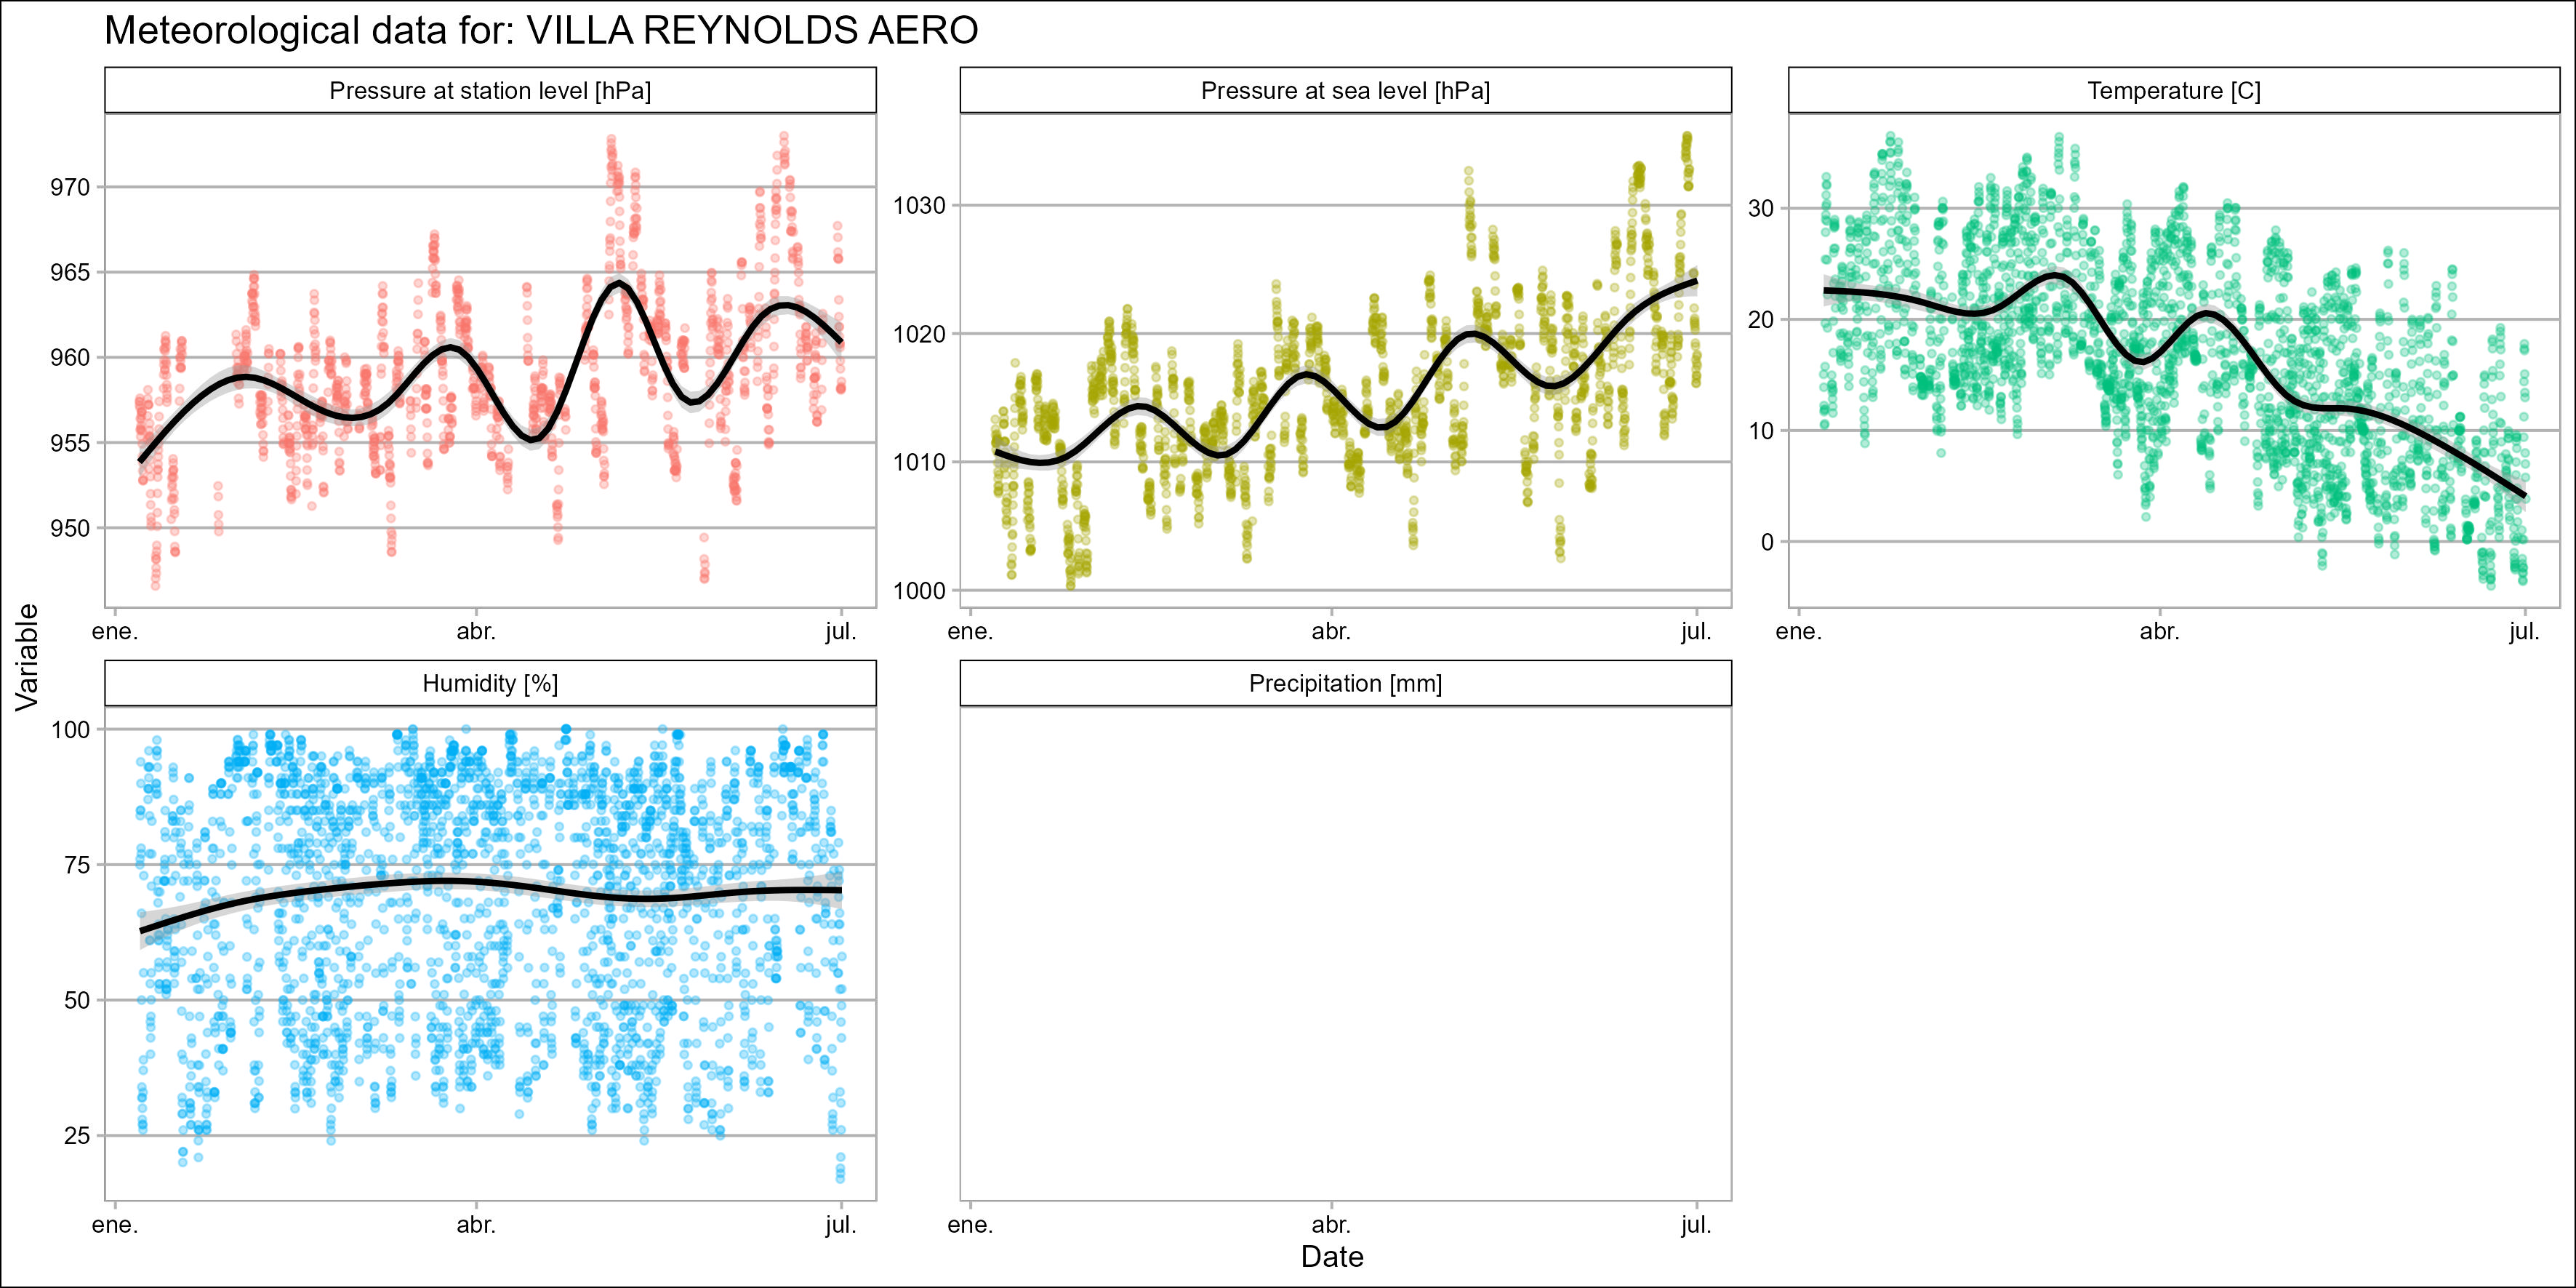 Meteorological data for: VILLA REYNOLDS AERO
Pressure at station level [hPa]
970
965
960
955
950
ene. abr. jul.
Pressure at sea level [hPa]
1030
1020
1010
1000
ene. abr. jul.
Temperature [C]
30
20
10
0
ene. abr. jul.
Variable
Humidity [%]
100
75
50
25
ene. abr. jul.
Precipitation [mm]
ene. abr. jul.
Date